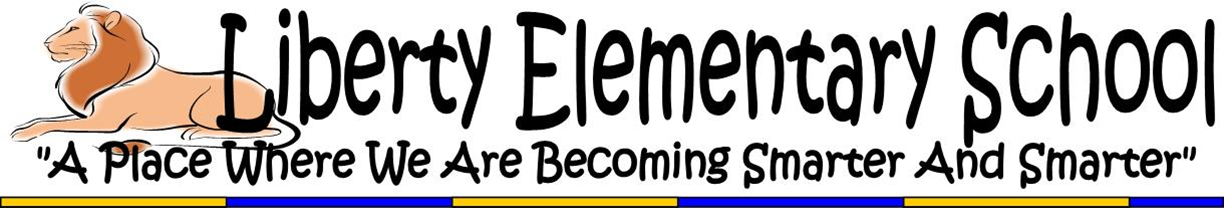 Liberty Elementary School
"A Place Where We Are Becoming Smarter And Smarter"